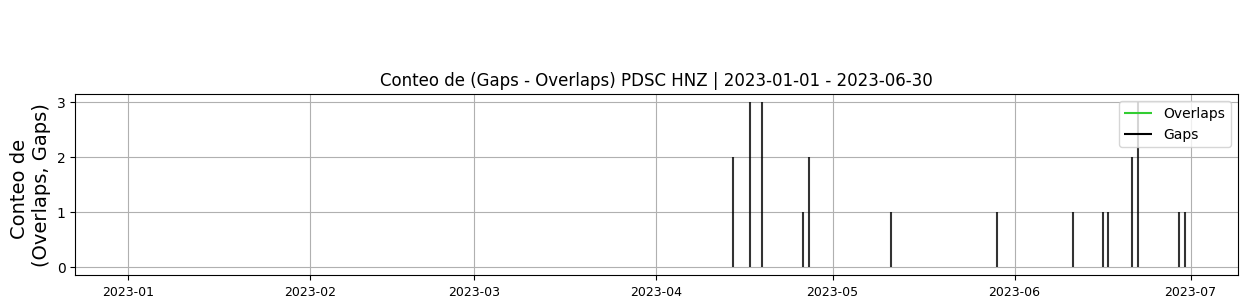 Conteo de (Gaps - Overlaps) PDSC HNZ | 2023-01-01 - 2023-06-30
Conteo de
(Overlaps, Gaps)
3
2
1
0
Overlaps
Gaps
2023-01
2023-02
2023-03
2023-04
2023-05
2023-06
2023-07